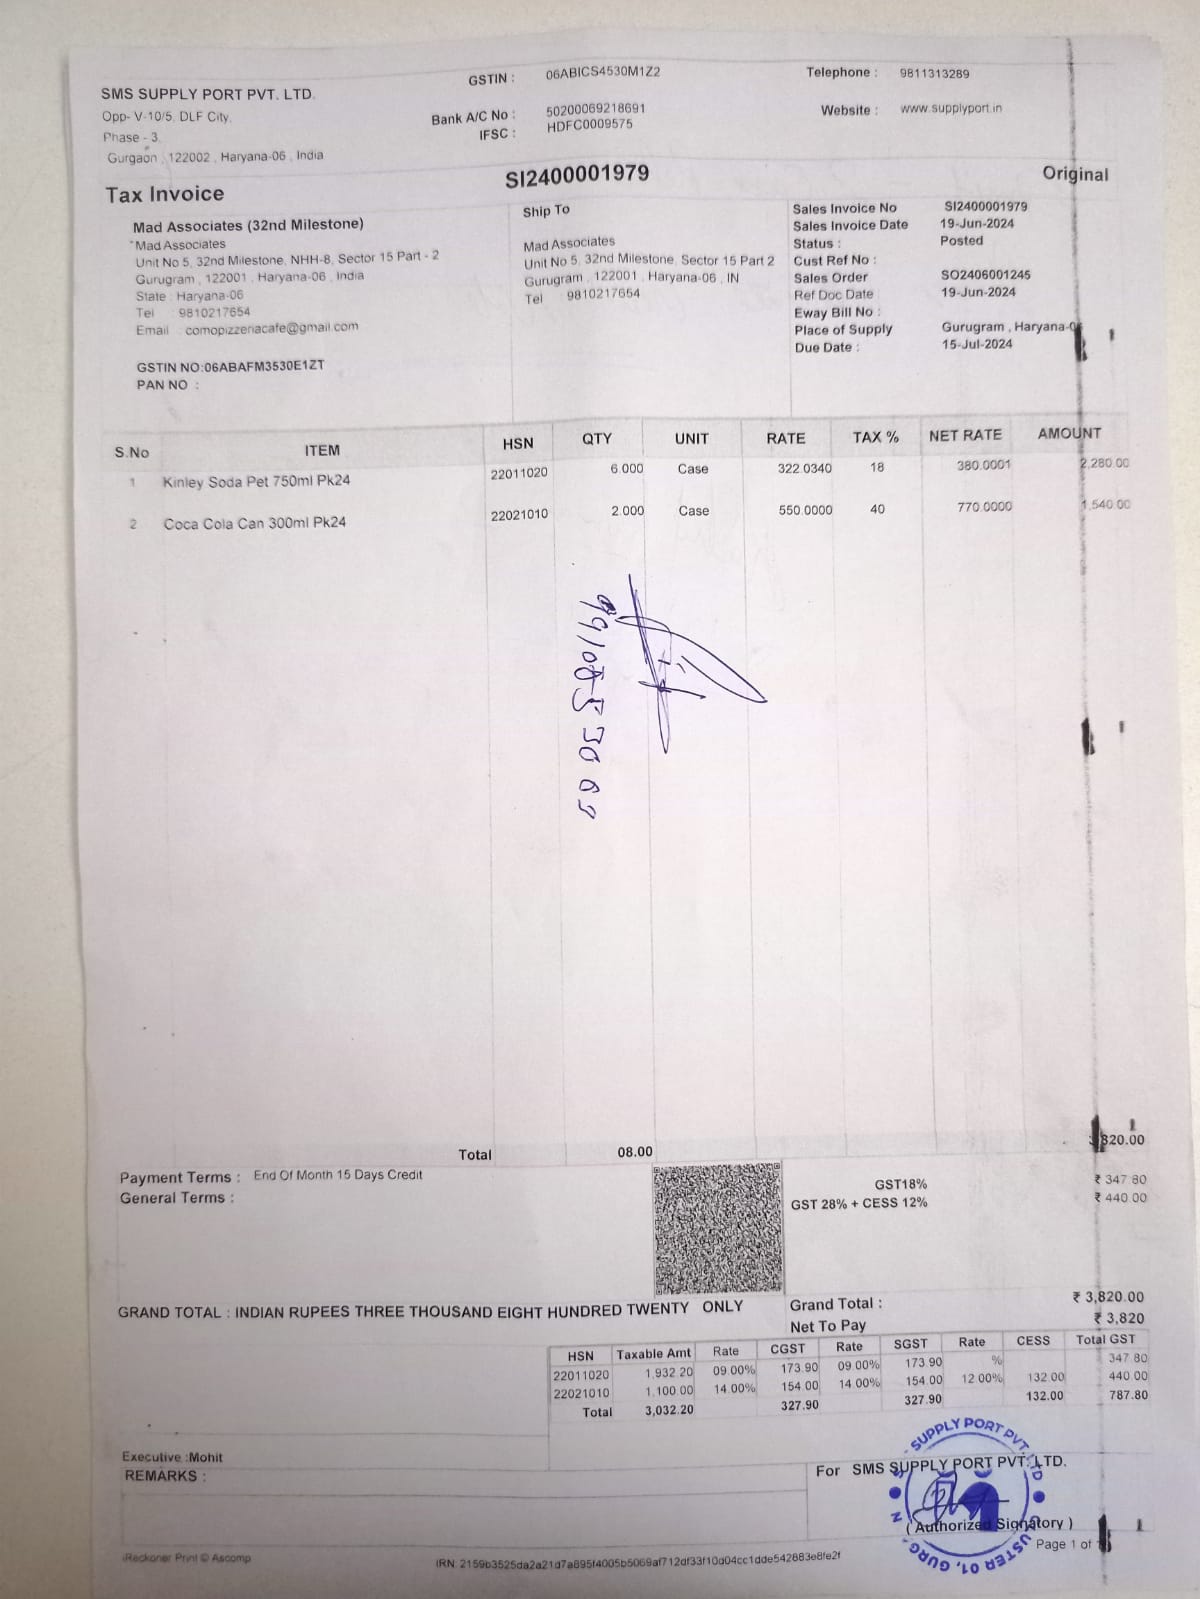 SMS SUPPLY PORT PVT. LTD.
Opp- V-10/5, DLF City,
Phase - 3
Gurgaon , 122002 , Haryana-06 , India
GSTIN : 06ABICS4530M1Z2
Bank A/C No : 50200069218691
IFSC : HDFC0009575
Telephone : 9811313289
Website : www.supplyport.in
Tax Invoice
SI2400001979
Original
Mad Associates (32nd Milestone)
Mad Associates
Unit No 5, 32nd Milestone, NHH-8, Sector 15 Part - 2
Gurugram , 122001 , Haryana-06 , India
State : Haryana-06
Tel : 9810217654
Email comopizzeriacafe@gmail.com
GSTIN NO:06ABAFM3530E1ZT
PAN NO :
Ship To
Mad Associates
Unit No 5, 32nd Milestone, Sector 15 Part 2
Gurugram , 122001 , Haryana-06 , IN
Tel 9810217654
Sales Invoice No SI2400001979
Sales Invoice Date 19-Jun-2024
Status : Posted
Cust Ref No :
Sales Order SO2406001245
Ref Doc Date 19-Jun-2024
Eway Bill No :
Place of Supply Gurugram , Haryana-06
Due Date : 15-Jul-2024
S.No ITEM HSN QTY UNIT RATE TAX % NET RATE AMOUNT
1 Kinley Soda Pet 750ml Pk24 22011020 6.000 Case 322.0340 18 380.0001 2,280.00
2 Coca Cola Can 300ml Pk24 22021010 2.000 Case 550.0000 40 770.0000 1,540.00
Total 08.00 3,820.00
Payment Terms : End Of Month 15 Days Credit
General Terms :
GST18% ₹ 347.80
GST 28% + CESS 12% ₹ 440.00
GRAND TOTAL : INDIAN RUPEES THREE THOUSAND EIGHT HUNDRED TWENTY ONLY
Grand Total : ₹ 3,820.00
Net To Pay ₹ 3,820
HSN Taxable Amt Rate CGST Rate SGST Rate CESS Total GST
22011020 1,932.20 09.00% 173.90 09.00% 173.90 % 347.80
22021010 1,100.00 14.00% 154.00 14.00% 154.00 12.00% 132.00 440.00
Total 3,032.20 327.90 327.90 132.00 787.80
Executive :Mohit
REMARKS :
For SMS SUPPLY PORT PVT. LTD.
SUPPLY PORT PVT LTD
( Authorized Signatory )
Page 1 of
iReckoner Print © Ascomp
IRN: 2159b3525da2a21d7a895f4005b5069af712df33f10d04cc1dde542883e8fe2f